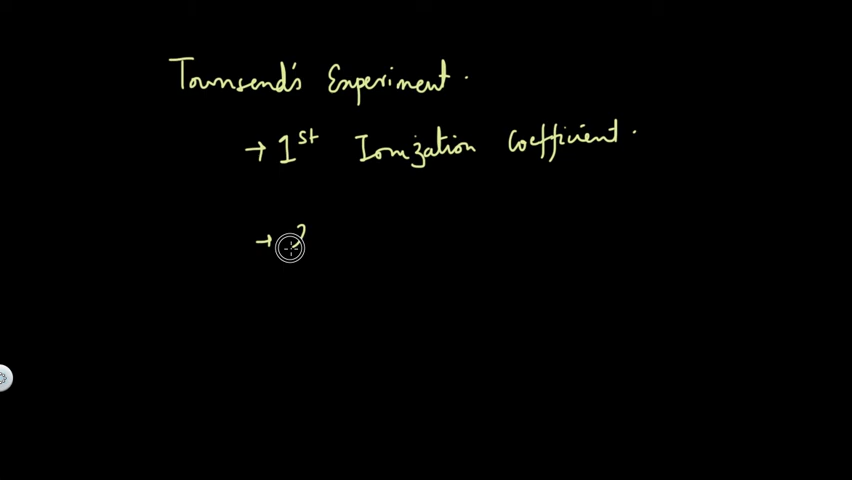 Townsend's Experiment.
→ 1st Ionization Coefficient.
→